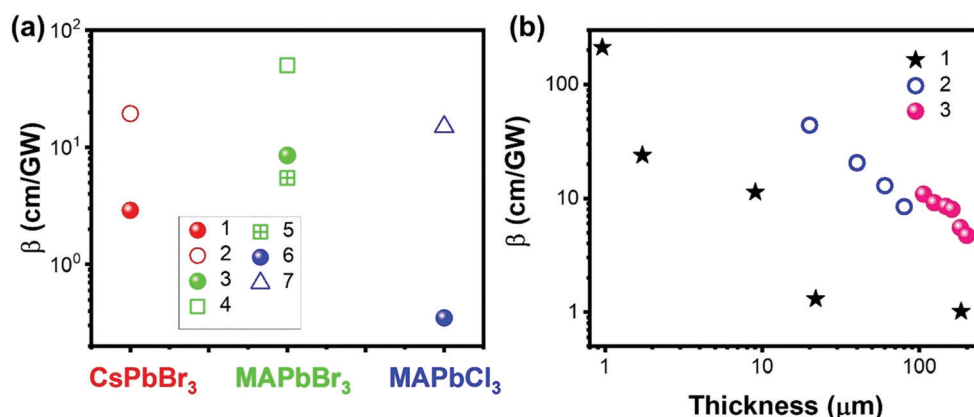 (a)
β (cm/GW)
10²
10¹
10⁰
1
2
3
4
5
6
7
CsPbBr₃
MAPbBr₃
MAPbCl₃
(b)
β (cm/GW)
100
10
1
1
2
3
1
10
100
Thickness (μm)